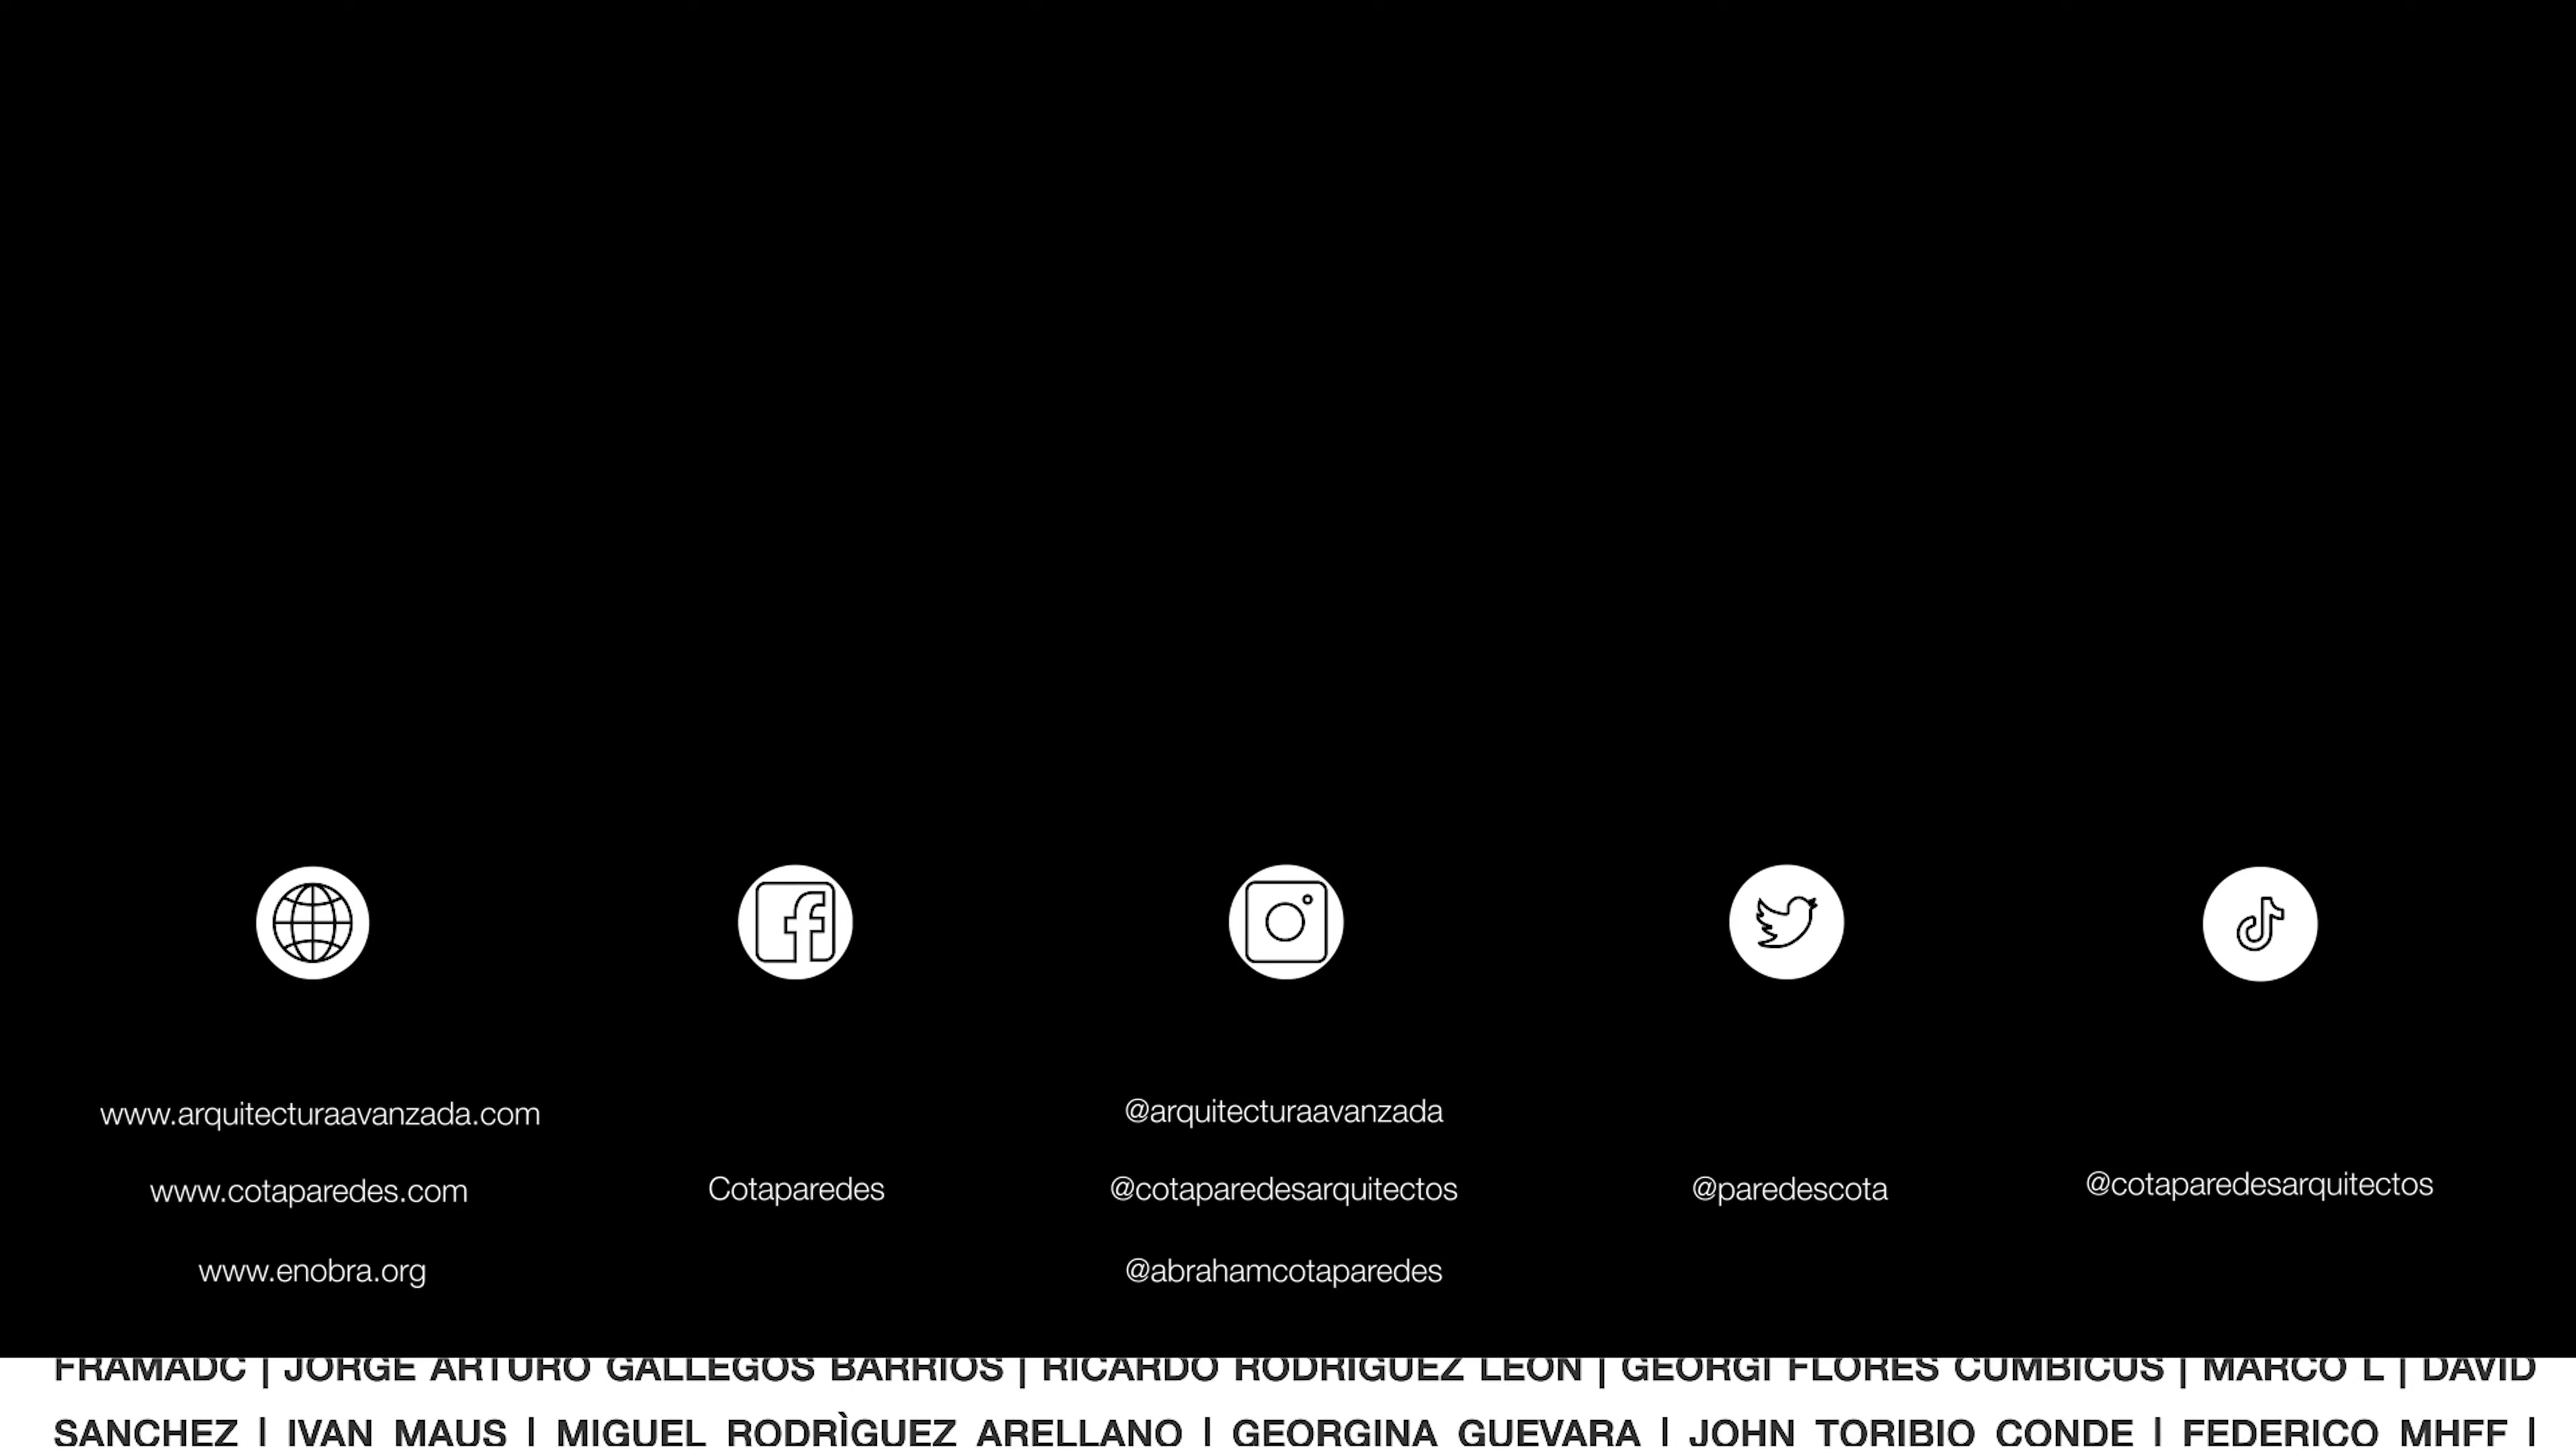 www.arquitecturaavanzada.com
www.cotaparedes.com
www.enobra.org
Cotaparedes
@arquitecturaavanzada
@cotaparedesarquitectos
@abrahamcotaparedes
@paredescota
@cotaparedesarquitectos
FRAMADC | JORGE ARTURO GALLEGOS BARRIOS | RICARDO RODRIGUEZ LEON | GEORGI FLORES CUMBICUS | MARCO L | DAVID
SANCHEZ | IVAN MAUS | MIGUEL RODRÌGUEZ ARELLANO | GEORGINA GUEVARA | JOHN TORIBIO CONDE | FEDERICO MHFF |